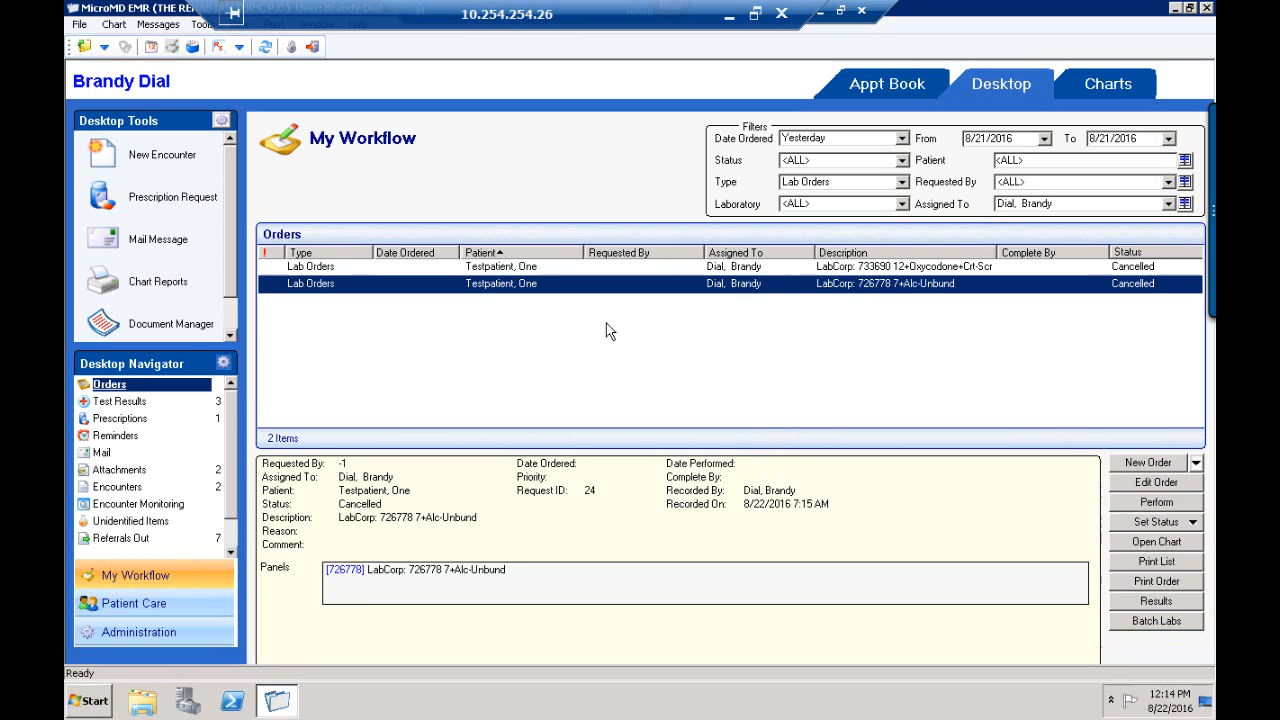 MicroMD EMR (THE REHAB
10.254.254.26
File Chart Messages Tools
Brandy Dial
Appt Book Desktop Charts
Desktop Tools
New Encounter
Prescription Request
Mail Message
Chart Reports
Document Manager
Desktop Navigator
Orders
Test Results 3
Prescriptions 1
Reminders
Mail
Attachments 2
Encounters 2
Encounter Monitoring
Unidentified Items
Referrals Out 7
My Workflow
Patient Care
Administration
My Workflow
Filters
Date Ordered Yesterday From 8/21/2016 To 8/21/2016
Status <ALL> Patient <ALL>
Type Lab Orders Requested By <ALL>
Laboratory <ALL> Assigned To Dial, Brandy
Orders
! Type Date Ordered Patient Requested By Assigned To Description Complete By Status
Lab Orders Testpatient, One Dial, Brandy LabCorp: 733690 12+Oxycodone+Crt-Scr Cancelled
Lab Orders Testpatient, One Dial, Brandy LabCorp: 726778 7+Alc-Unbund Cancelled
2 Items
Requested By: -1 Date Ordered: Date Performed:
Assigned To: Dial, Brandy Priority: Complete By:
Patient: Testpatient, One Request ID: 24 Recorded By: Dial, Brandy
Status: Cancelled Recorded On: 8/22/2016 7:15 AM
Description: LabCorp: 726778 7+Alc-Unbund
Reason:
Comment:
Panels [726778] LabCorp: 726778 7+Alc-Unbund
New Order
Edit Order
Perform
Set Status
Open Chart
Print List
Print Order
Results
Batch Labs
Ready
Start
12:14 PM
8/22/2016